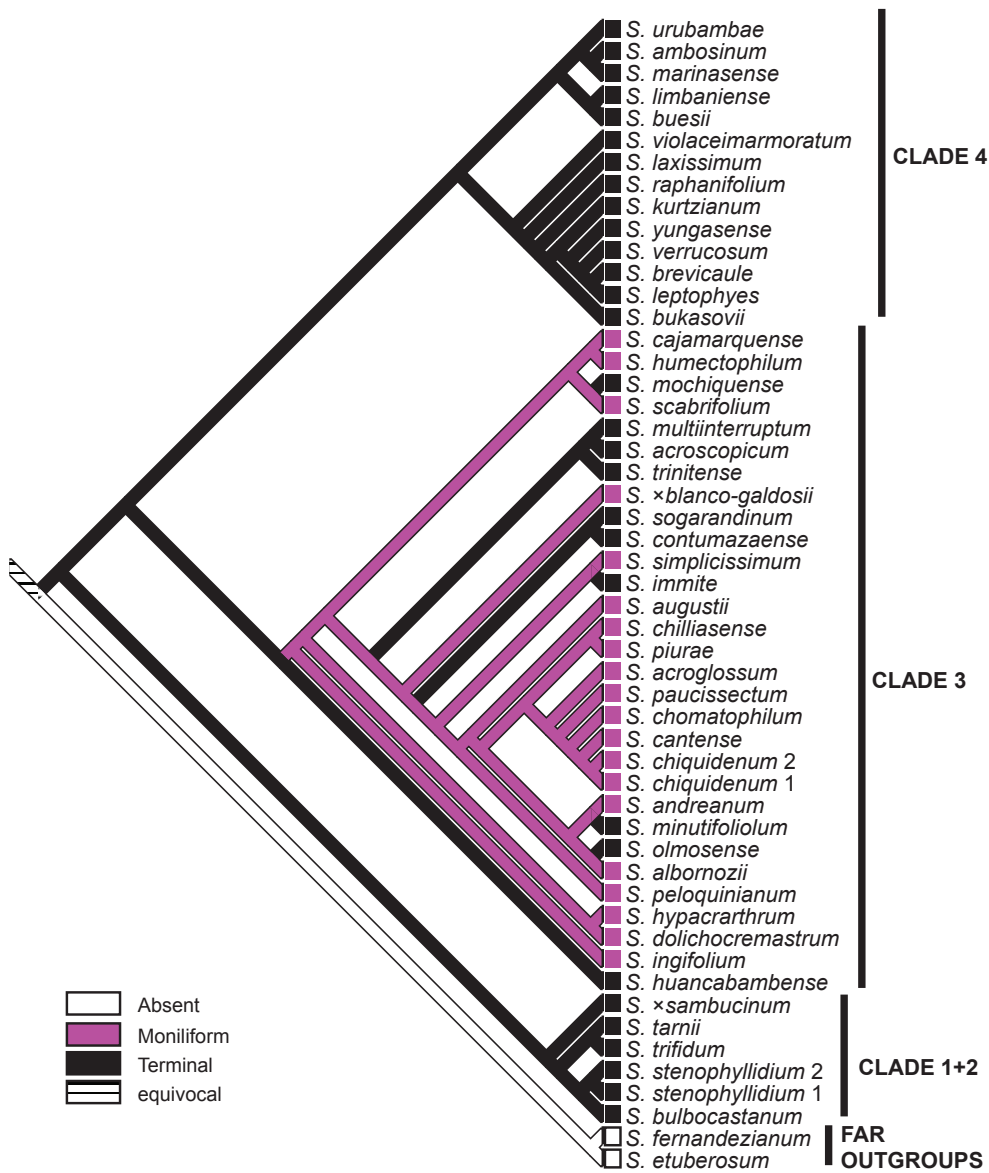 S. urubambae
S. ambosinum
S. marinasense
S. limbaniense
S. buesii
S. violaceimarmoratum
S. laxissimum
S. raphanifolium
S. kurtzianum
S. yungasense
S. verrucosum
S. brevicaule
S. leptophyes
S. bukasovii
CLADE 4
S. cajamarquense
S. humectophilum
S. mochiquense
S. scabrifolium
S. multiinterruptum
S. acroscopicum
S. trinitense
S. ×blanco-galdosii
S. sogarandinum
S. contumazaense
S. simplicissimum
S. immite
S. augustii
S. chilliasense
S. piurae
S. acroglossum
S. paucissectum
S. chomatophilum
S. cantense
S. chiquidenum 2
S. chiquidenum 1
S. andreanum
S. minutifoliolum
S. olmosense
S. albornozii
S. peloquinianum
S. hypacrarthrum
S. dolichocremastrum
S. ingifolium
S. huancabambense
CLADE 3
S. ×sambucinum
S. tarnii
S. trifidum
S. stenophyllidium 2
S. stenophyllidium 1
S. bulbocastanum
CLADE 1+2
S. fernandezianum
S. etuberosum
FAR
OUTGROUPS
Absent
Moniliform
Terminal
equivocal